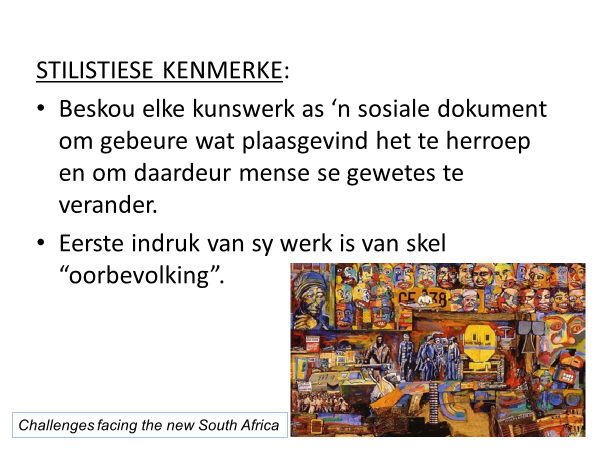 STILISTIESE KENMERKE:
• Beskou elke kunswerk as ‘n sosiale dokument
om gebeure wat plaasgevind het te herroep
en om daardeur mense se gewetes te
verander.
• Eerste indruk van sy werk is van skel
“oorbevolking”.
Challenges facing the new South Africa